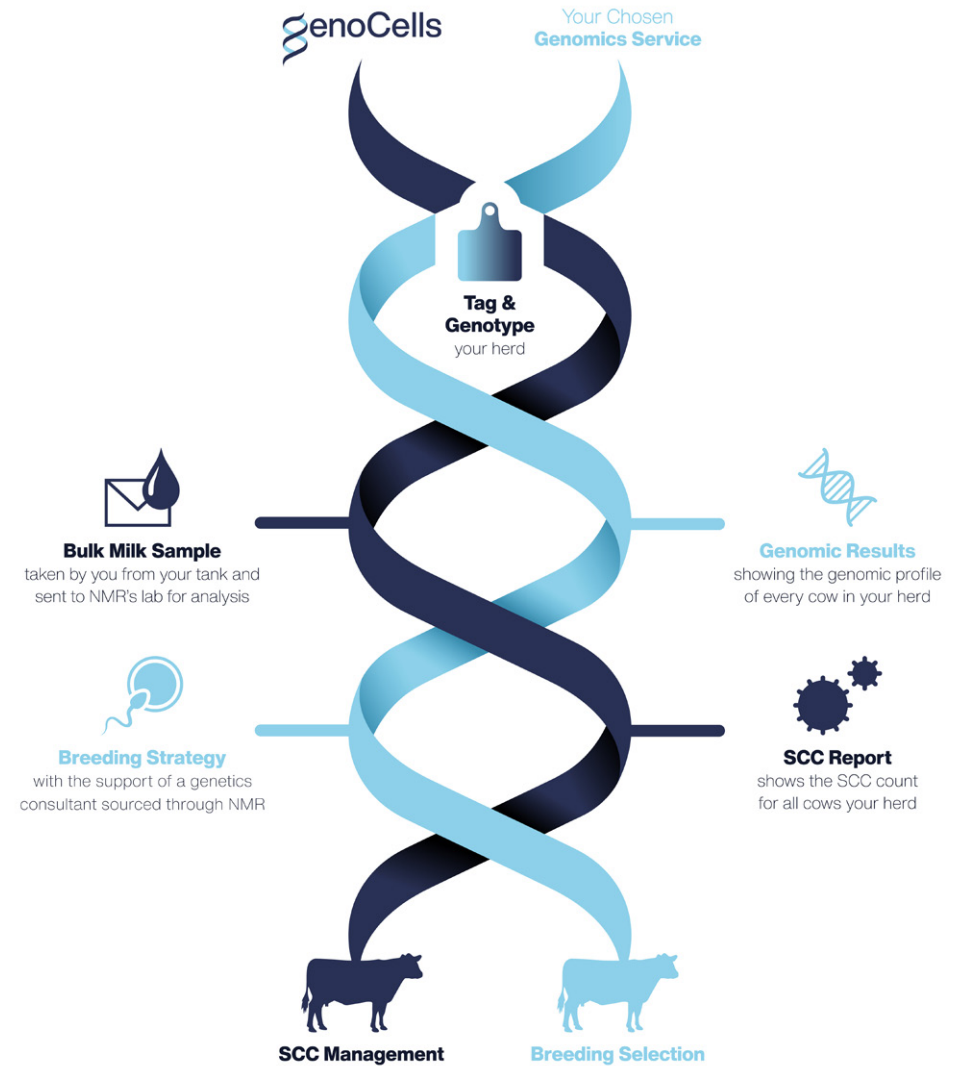 genoCells
Your Chosen
Genomics Service
Tag &
Genotype
your herd
Bulk Milk Sample
taken by you from your tank and
sent to NMR's lab for analysis
Genomic Results
showing the genomic profile
of every cow in your herd
Breeding Strategy
with the support of a genetics
consultant sourced through NMR
SCC Report
shows the SCC count
for all cows your herd
SCC Management
Breeding Selection